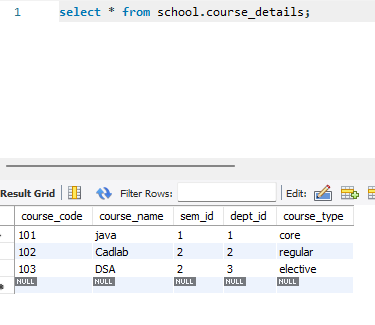 1 select * from school.course_details;
Result Grid Filter Rows: Edit:
course_code course_name sem_id dept_id course_type
101 java 1 1 core
102 Cadlab 2 2 regular
103 DSA 2 3 elective
NULL NULL NULL NULL NULL